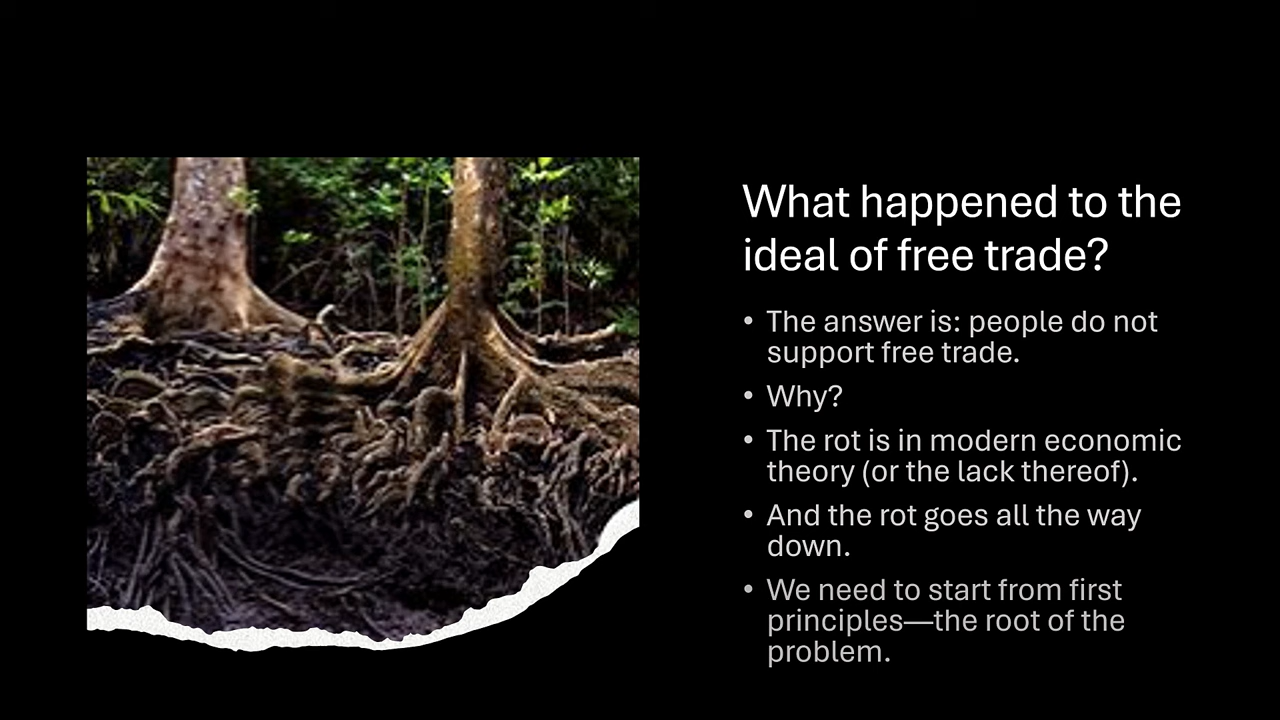 What happened to the
ideal of free trade?
• The answer is: people do not
support free trade.
• Why?
• The rot is in modern economic
theory (or the lack thereof).
• And the rot goes all the way
down.
• We need to start from first
principles—the root of the
problem.